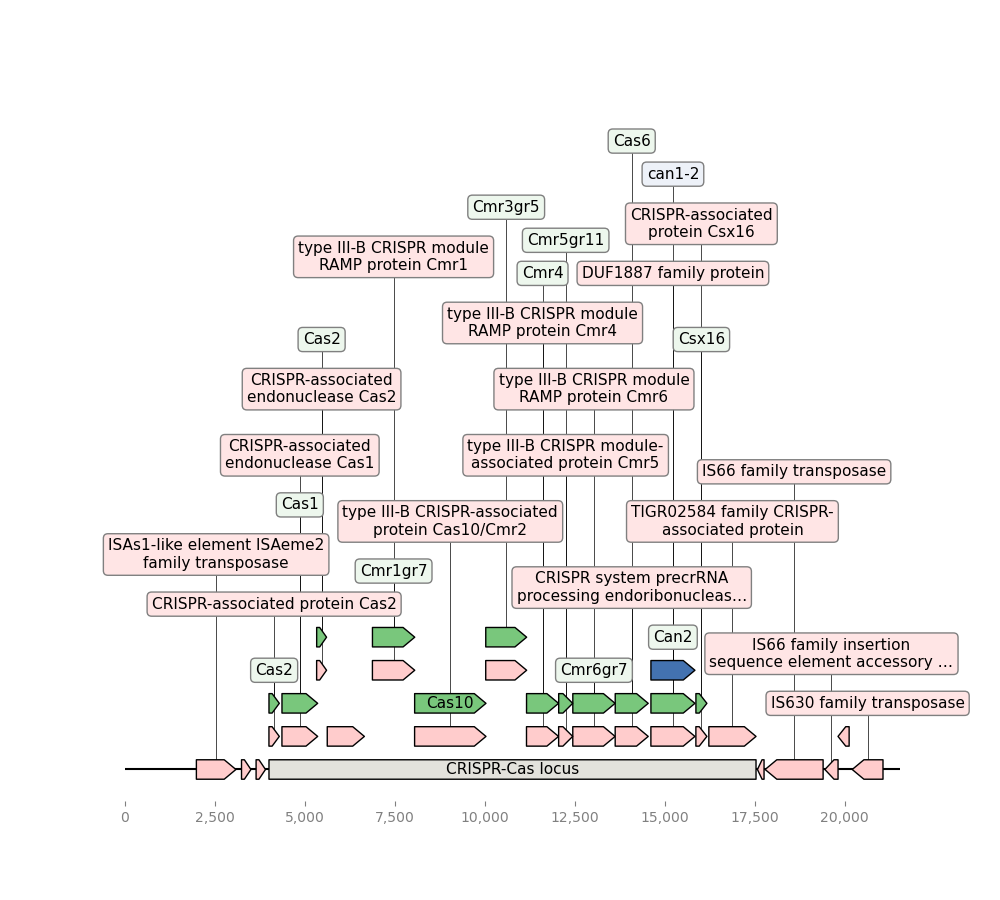 Cas6
can1-2
CRISPR-associated
protein Csx16
Cmr3gr5
Cmr5gr11
type III-B CRISPR module
RAMP protein Cmr1
Cmr4
DUF1887 family protein
type III-B CRISPR module
RAMP protein Cmr4
Cas2
Csx16
CRISPR-associated
endonuclease Cas2
type III-B CRISPR module
RAMP protein Cmr6
CRISPR-associated
endonuclease Cas1
type III-B CRISPR module-
associated protein Cmr5
IS66 family transposase
Cas1
type III-B CRISPR-associated
protein Cas10/Cmr2
TIGR02584 family CRISPR-
associated protein
ISAs1-like element ISAeme2
family transposase
Cmr1gr7
CRISPR system precrRNA
processing endoribonucleas…
CRISPR-associated protein Cas2
Can2
IS66 family insertion
sequence element accessory …
Cas2
Cmr6gr7
Cas10
IS630 family transposase
CRISPR-Cas locus
0
2,500
5,000
7,500
10,000
12,500
15,000
17,500
20,000